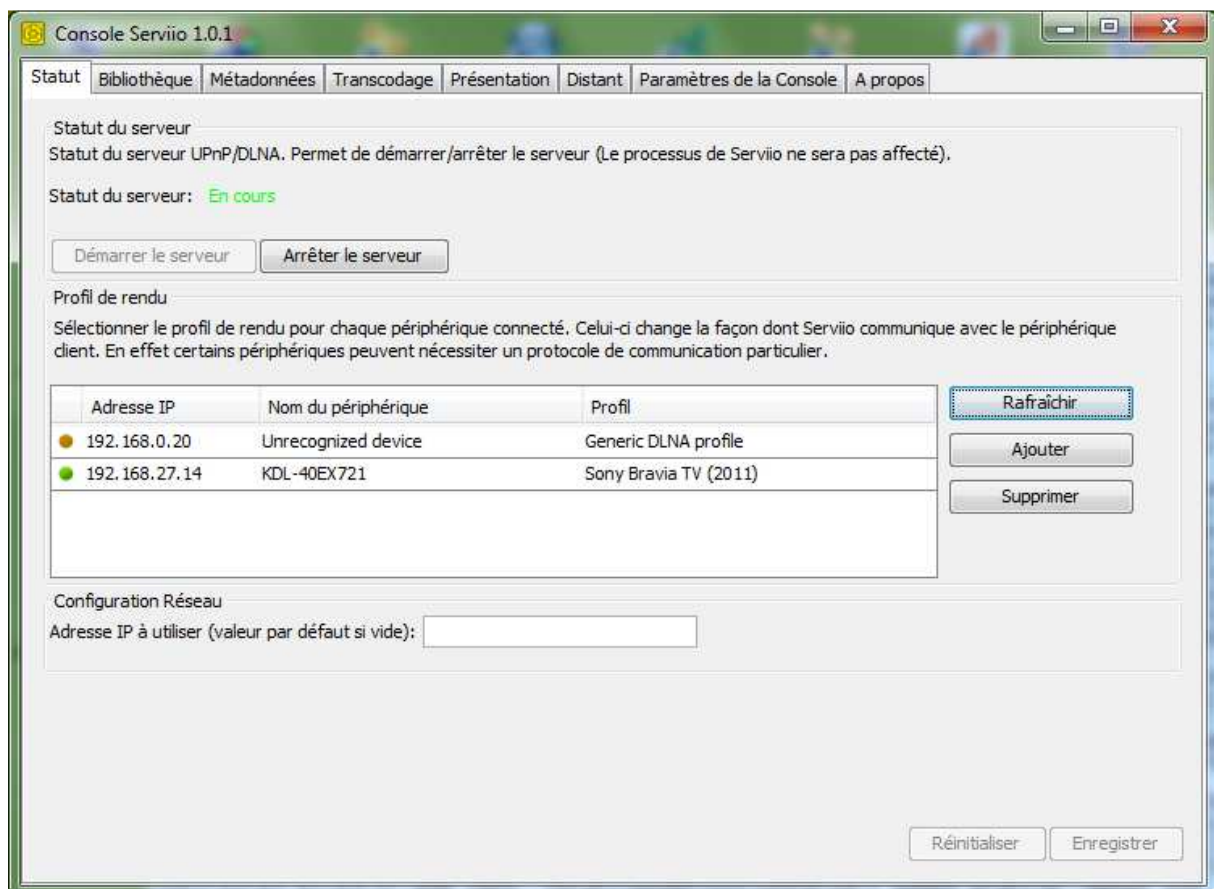 Console Serviio 1.0.1
Statut Bibliothèque Métadonnées Transcodage Présentation Distant Paramètres de la Console A propos
Statut du serveur
Statut du serveur UPnP/DLNA. Permet de démarrer/arrêter le serveur (Le processus de Serviio ne sera pas affecté).
Statut du serveur: En cours
Démarrer le serveur Arrêter le serveur
Profil de rendu
Sélectionner le profil de rendu pour chaque périphérique connecté. Celui-ci change la façon dont Serviio communique avec le périphérique
client. En effet certains périphériques peuvent nécessiter un protocole de communication particulier.
Adresse IP Nom du périphérique Profil
192.168.0.20 Unrecognized device Generic DLNA profile
192.168.27.14 KDL-40EX721 Sony Bravia TV (2011)
Rafraîchir
Ajouter
Supprimer
Configuration Réseau
Adresse IP à utiliser (valeur par défaut si vide):
Réinitialiser Enregistrer